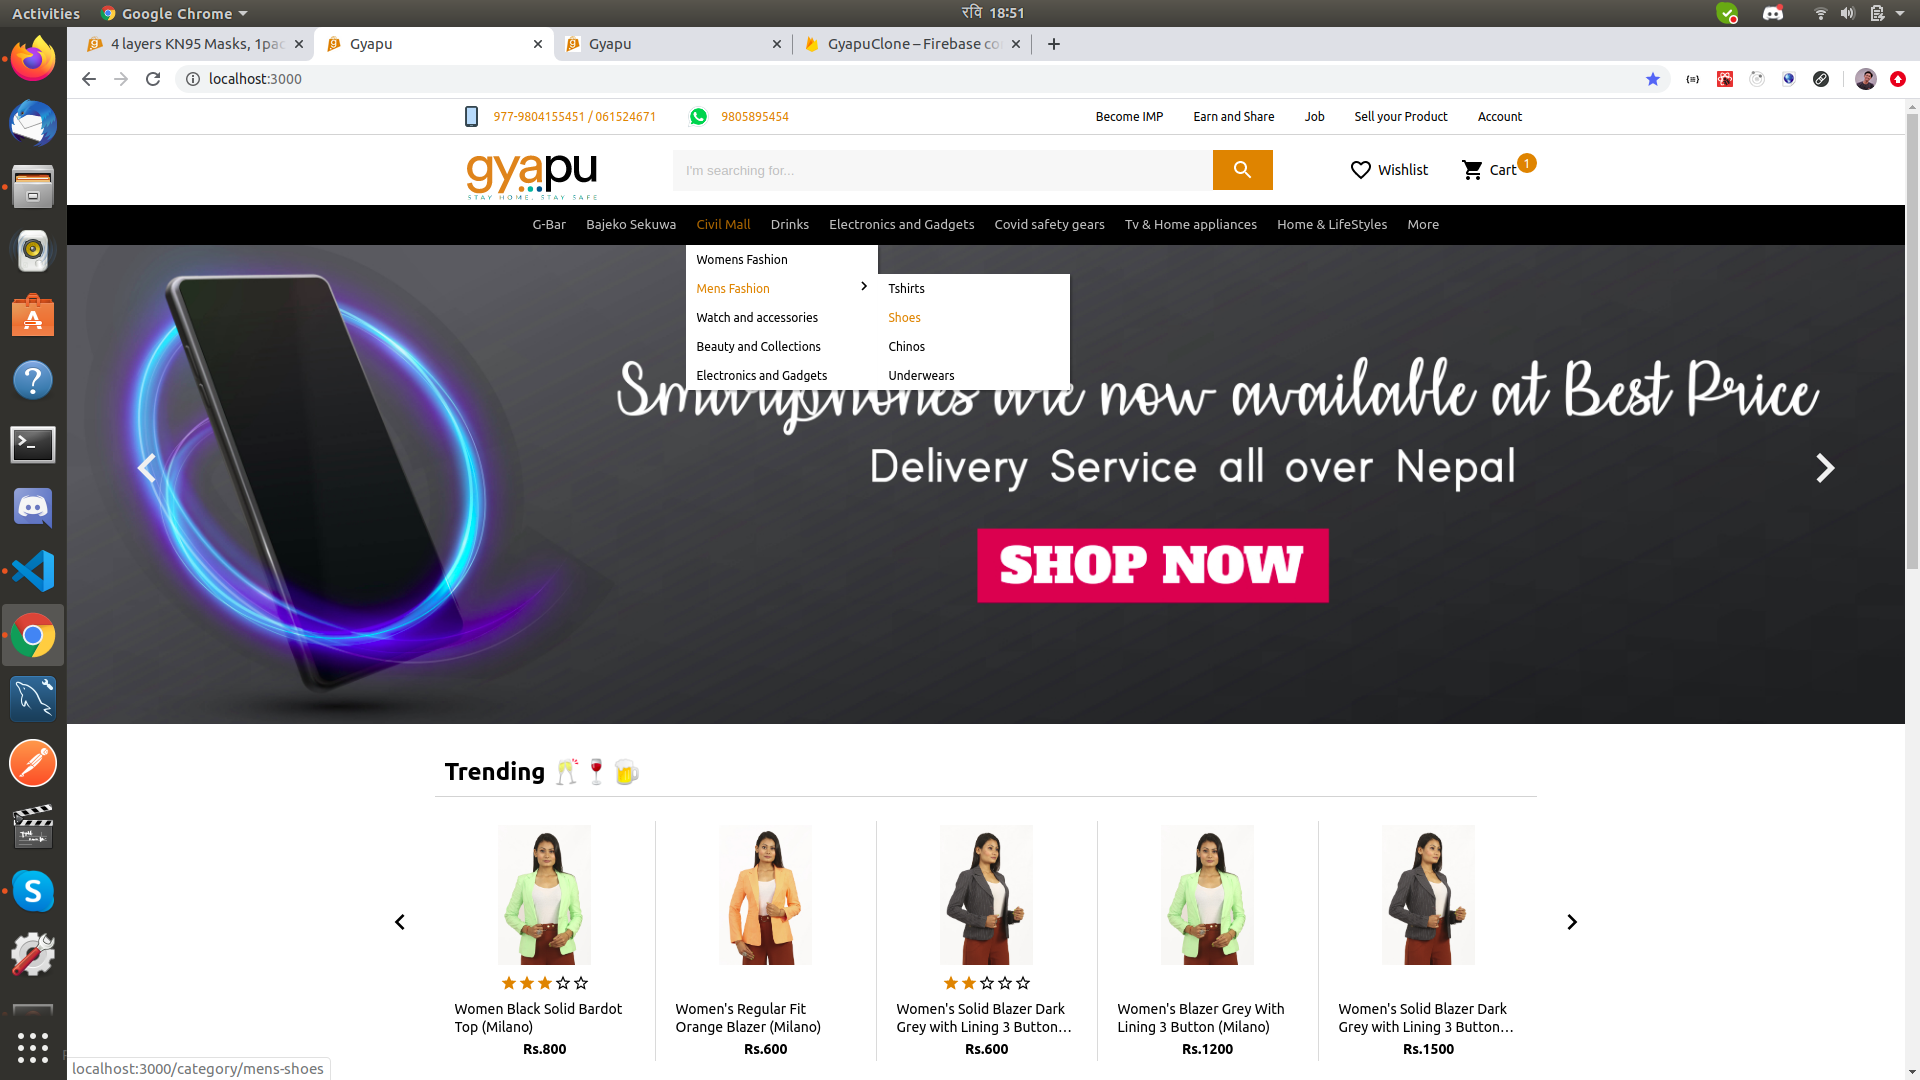 Activities
Google Chrome
रवि 18:51
4 layers KN95 Masks, 1pac
Gyapu
Gyapu
GyapuClone – Firebase co
localhost:3000
977-9804155451 / 061524671
9805895454
Become IMP
Earn and Share
Job
Sell your Product
Account
gyapu
STAY HOME, STAY SAFE
I'm searching for...
Wishlist
Cart
1
G-Bar
Bajeko Sekuwa
Civil Mall
Drinks
Electronics and Gadgets
Covid safety gears
Tv & Home appliances
Home & LifeStyles
More
Womens Fashion
Mens Fashion
Watch and accessories
Beauty and Collections
Electronics and Gadgets
Tshirts
Shoes
Chinos
Underwears
Smartphones are now available at Best Price
Delivery Service all over Nepal
SHOP NOW
Trending
Women Black Solid Bardot
Top (Milano)
Rs.800
Women's Regular Fit
Orange Blazer (Milano)
Rs.600
Women's Solid Blazer Dark
Grey with Lining 3 Button...
Rs.600
Women's Blazer Grey With
Lining 3 Button (Milano)
Rs.1200
Women's Solid Blazer Dark
Grey with Lining 3 Button...
Rs.1500
localhost:3000/category/mens-shoes